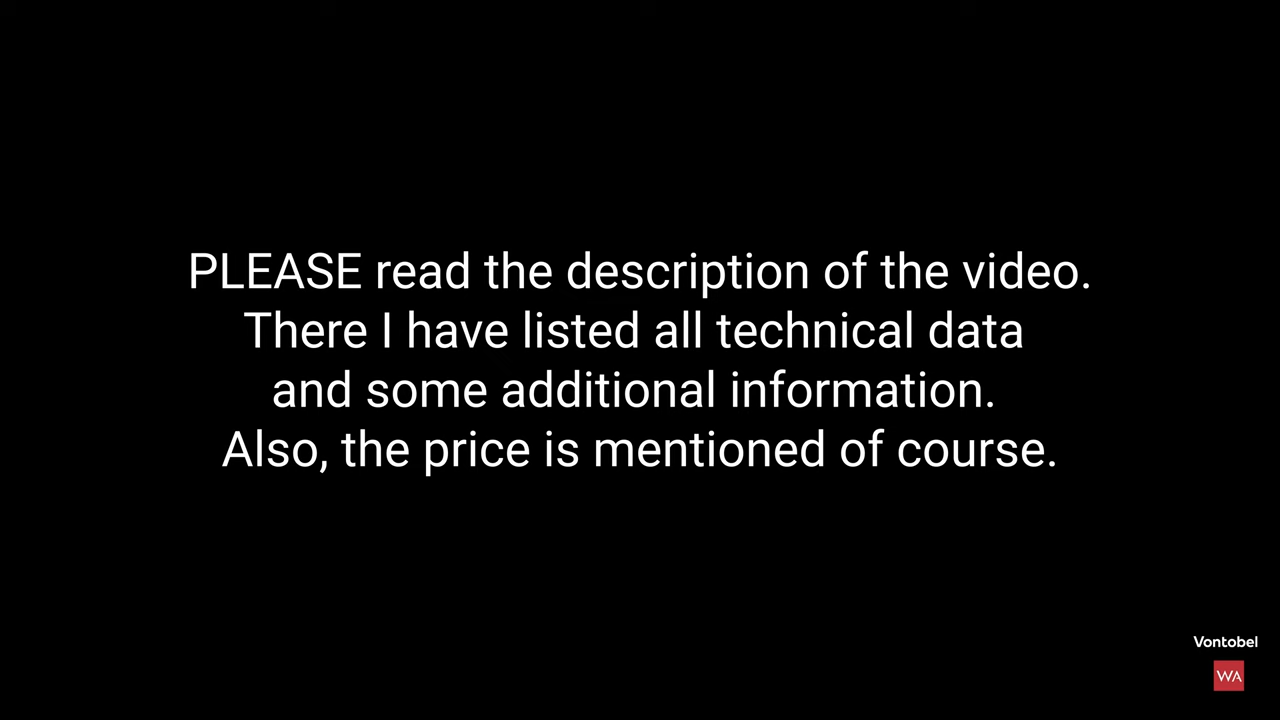 PLEASE read the description of the video.
There I have listed all technical data
and some additional information.
Also, the price is mentioned of course.
Vontobel
WA